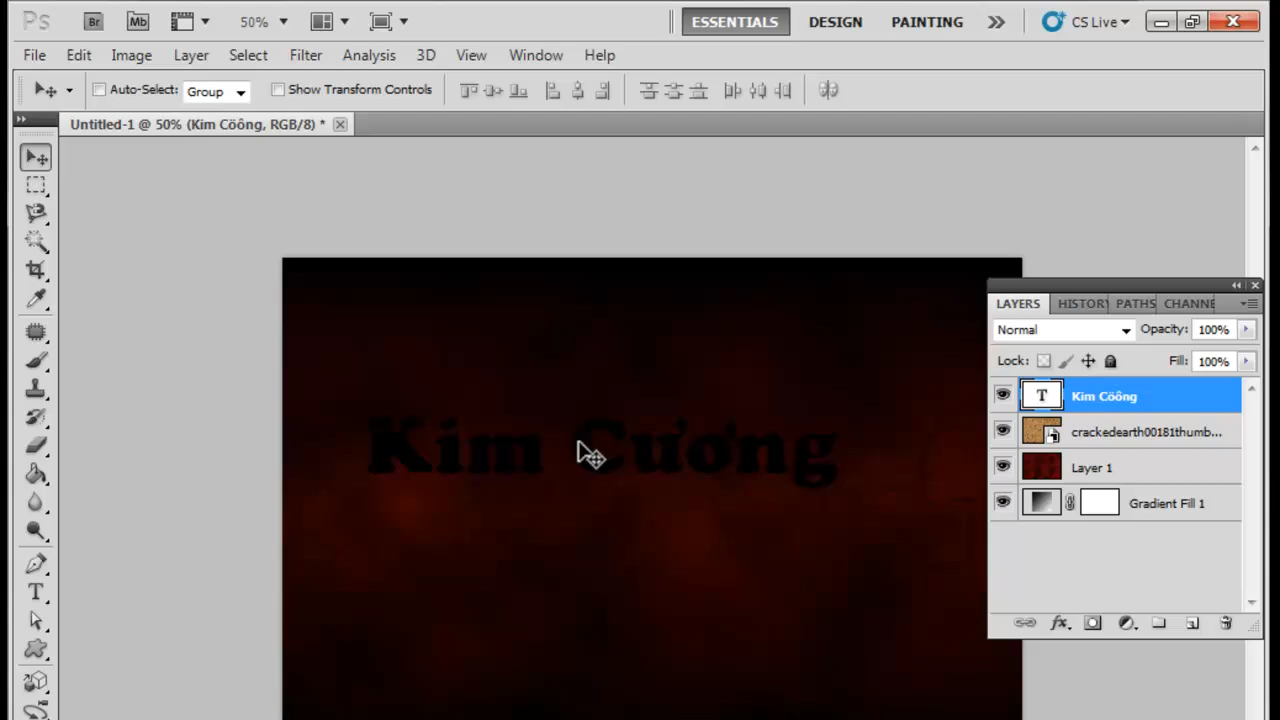 Ps Br Mb 50% ESSENTIALS DESIGN PAINTING CS Live
File Edit Image Layer Select Filter Analysis 3D View Window Help
Auto-Select: Group Show Transform Controls
Untitled-1 @ 50% (Kim Cöông, RGB/8) *
LAYERS HISTORY PATHS CHANNE
Normal Opacity: 100%
Lock: Fill: 100%
T Kim Cöông
crackedearth00181thumb...
Layer 1
Gradient Fill 1
fx
Kim Cương
T